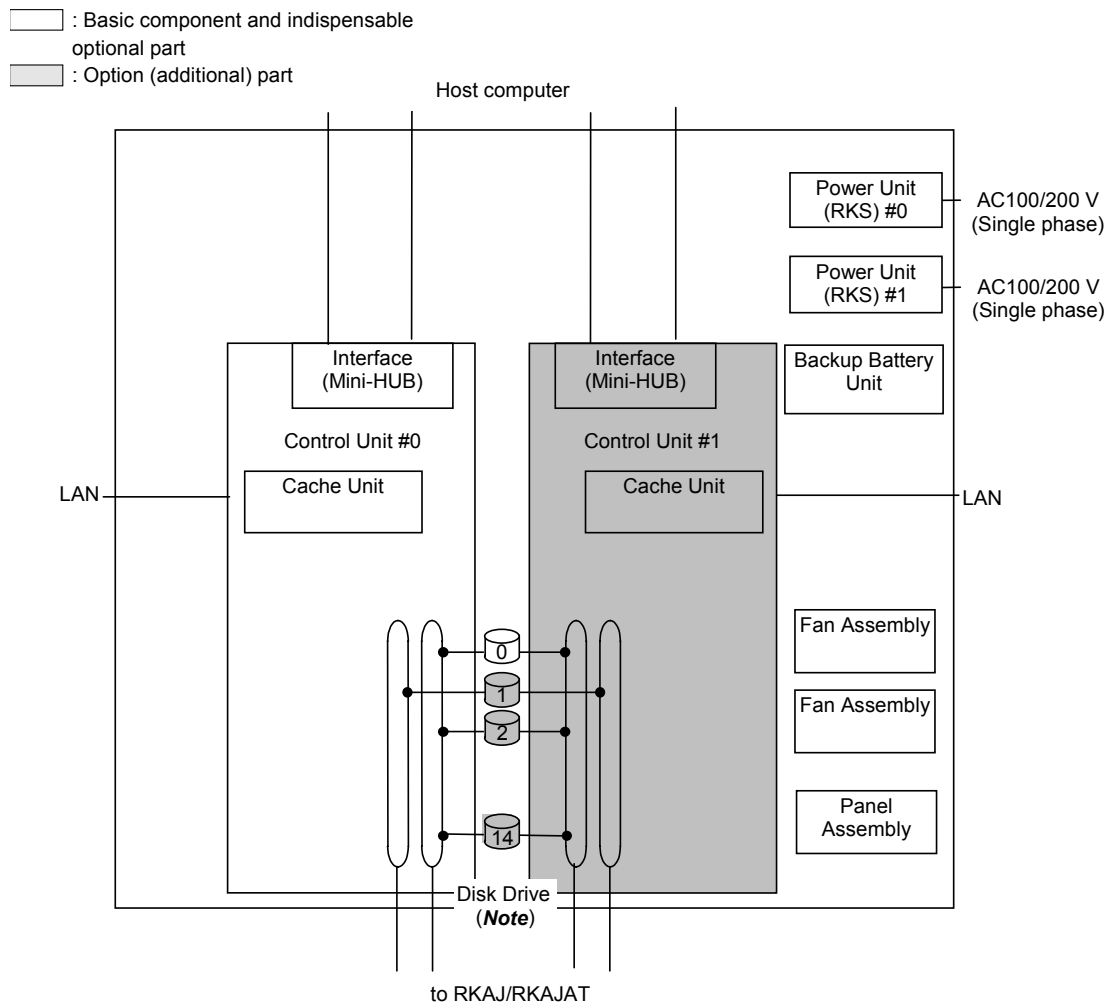 : Basic component and indispensable
optional part
: Option (additional) part
Host computer
Power Unit
(RKS) #0
AC100/200 V
(Single phase)
Power Unit
(RKS) #1
AC100/200 V
(Single phase)
Interface
(Mini-HUB)
Interface
(Mini-HUB)
Backup Battery
Unit
Control Unit #0
Control Unit #1
Cache Unit
Cache Unit
LAN
LAN
Fan Assembly
0
1
Fan Assembly
2
Panel
Assembly
14
Disk Drive
(Note)
to RKAJ/RKAJAT